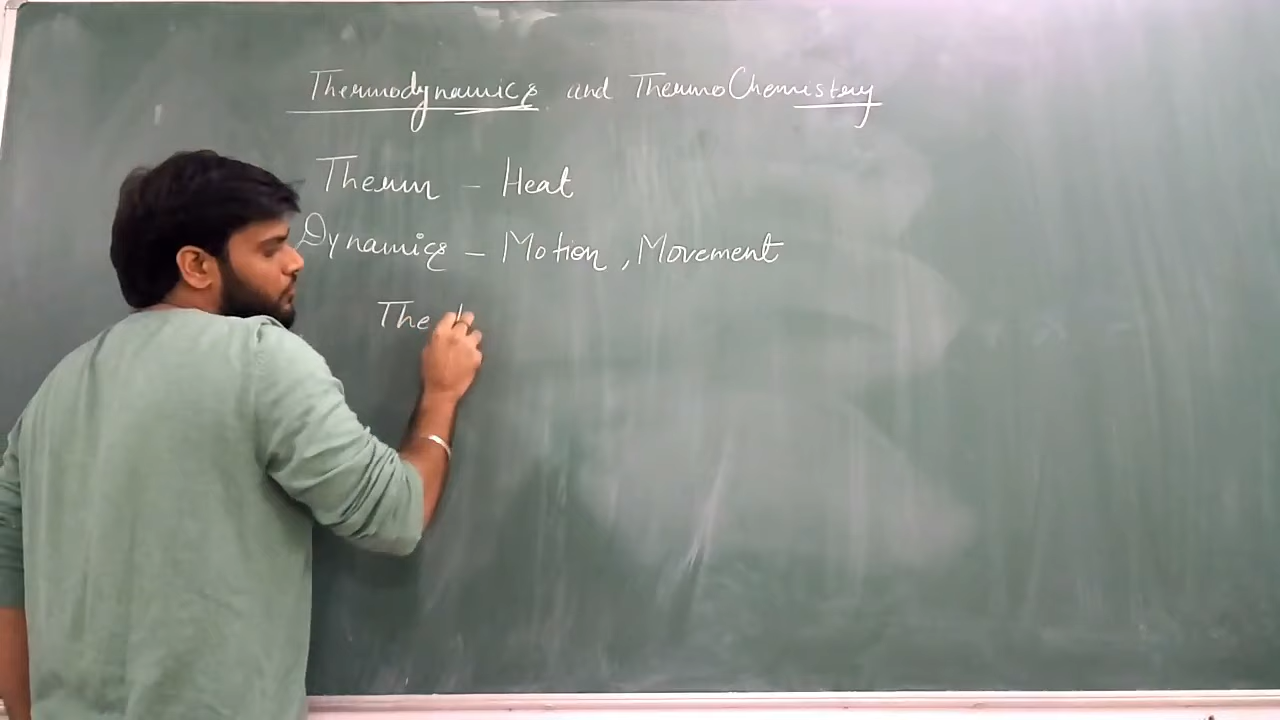 Thermodynamics and ThermoChemistry
Therm - Heat
Dynamics - Motion, Movement
The